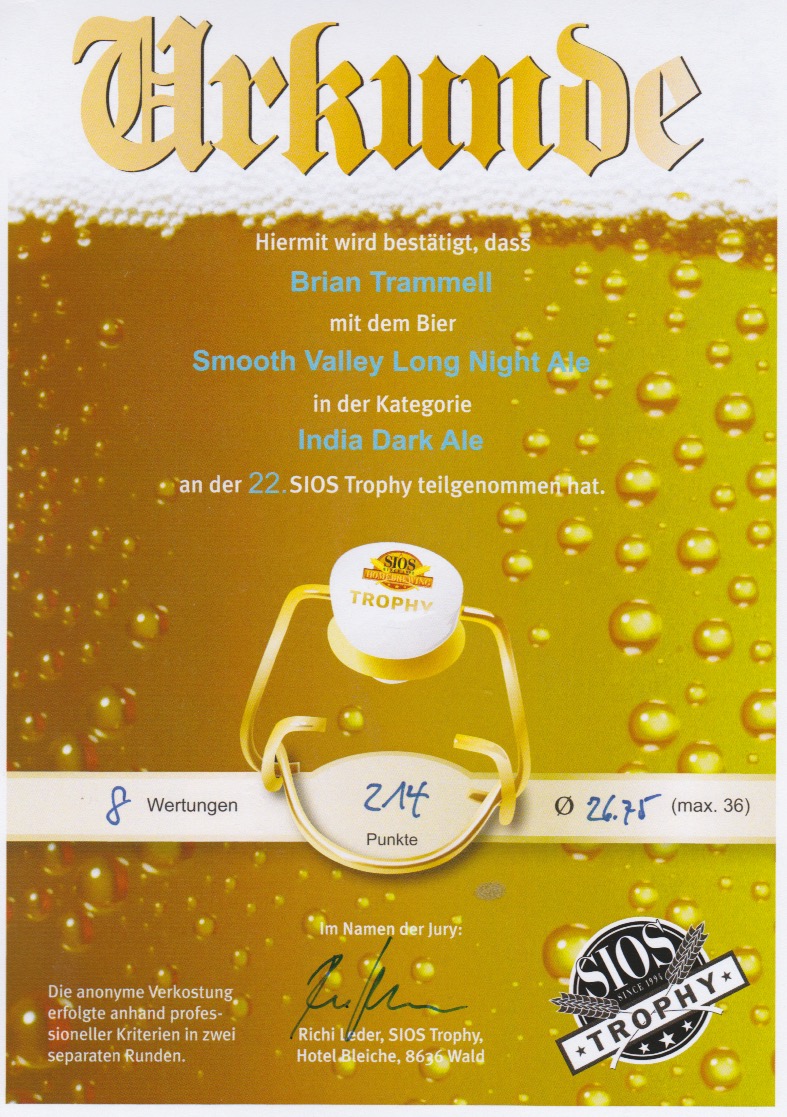 Urkunde
Hiermit wird bestätigt, dass
Brian Trammell
mit dem Bier
Smooth Valley Long Night Ale
in der Kategorie
India Dark Ale
an der 22. SIOS Trophy teilgenommen hat.
SIOS
HOMEBREWING
TROPHY
8 Wertungen
214
Punkte
Ø 26.75 (max. 36)
Im Namen der Jury:
Richi Leder, SIOS Trophy,
Hotel Bleiche, 8636 Wald
Die anonyme Verkostung
erfolgte anhand profes-
sioneller Kriterien in zwei
separaten Runden.
SIOS
SINCE 1994
TROPHY